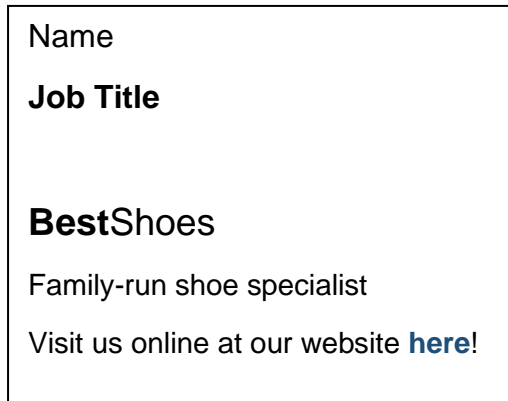 Name
Job Title
BestShoes
Family-run shoe specialist
Visit us online at our website here!